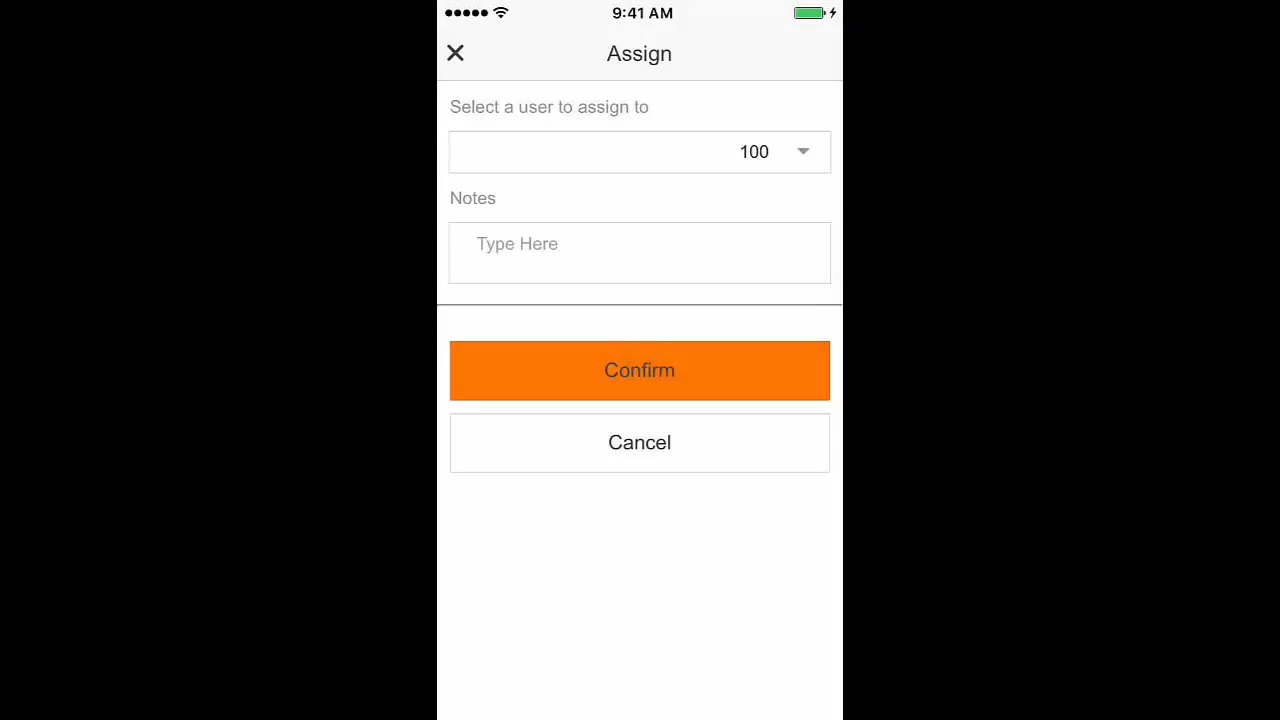 9:41 AM
Assign
Select a user to assign to
100
Notes
Type Here
Confirm
Cancel